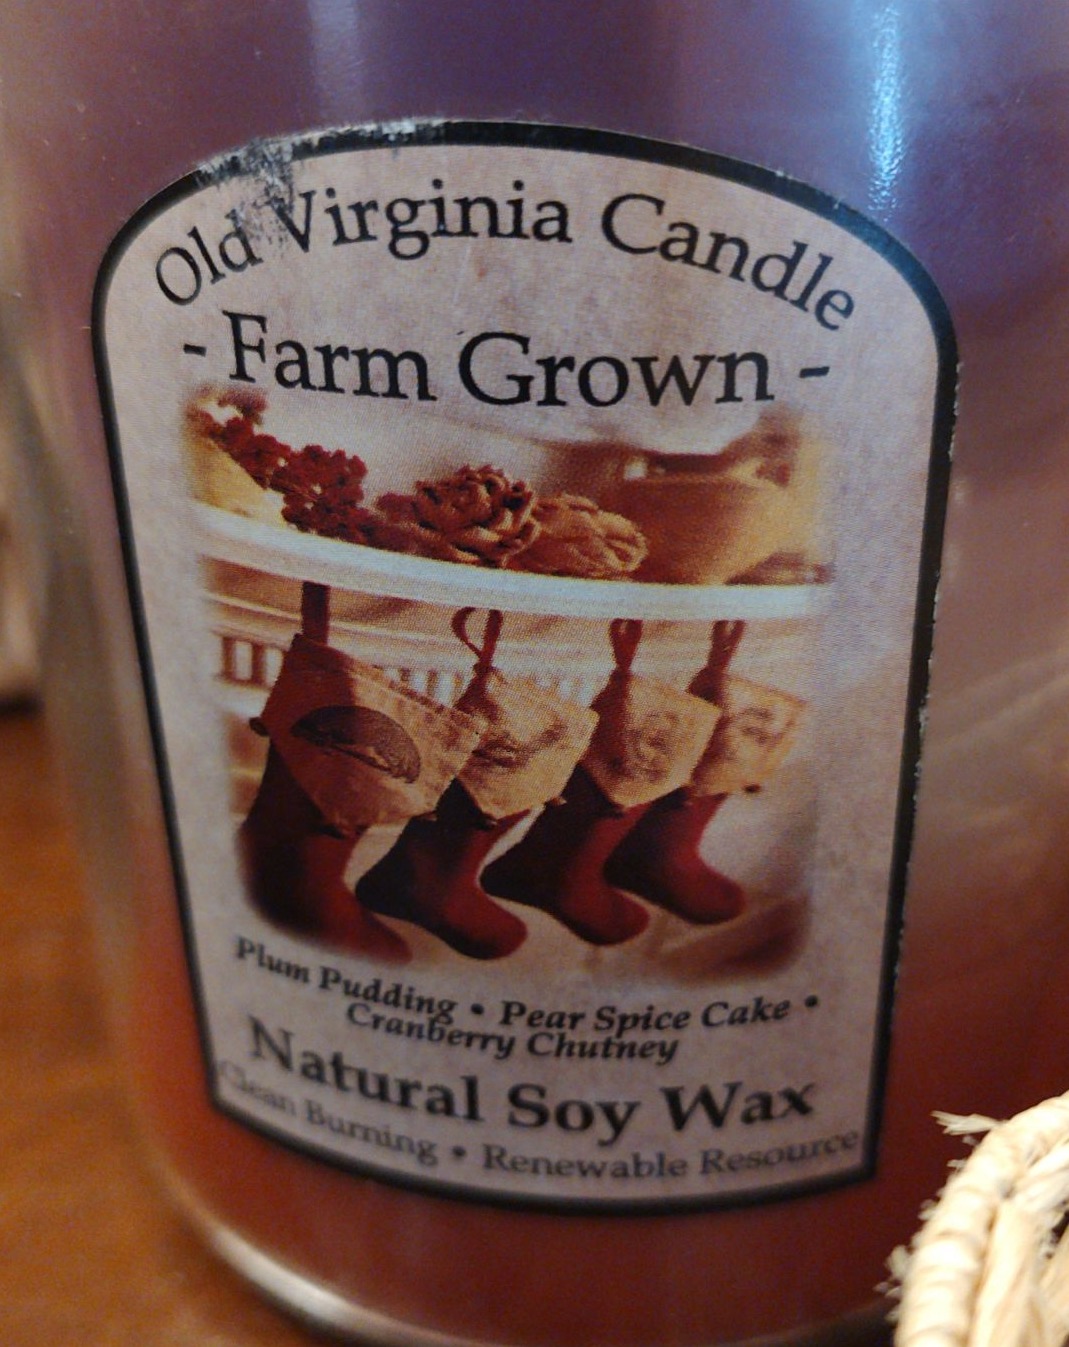 Old Virginia Candle
- Farm Grown -
Plum Pudding • Pear Spice Cake •
Cranberry Chutney
Natural Soy Wax
Clean Burning • Renewable Resource